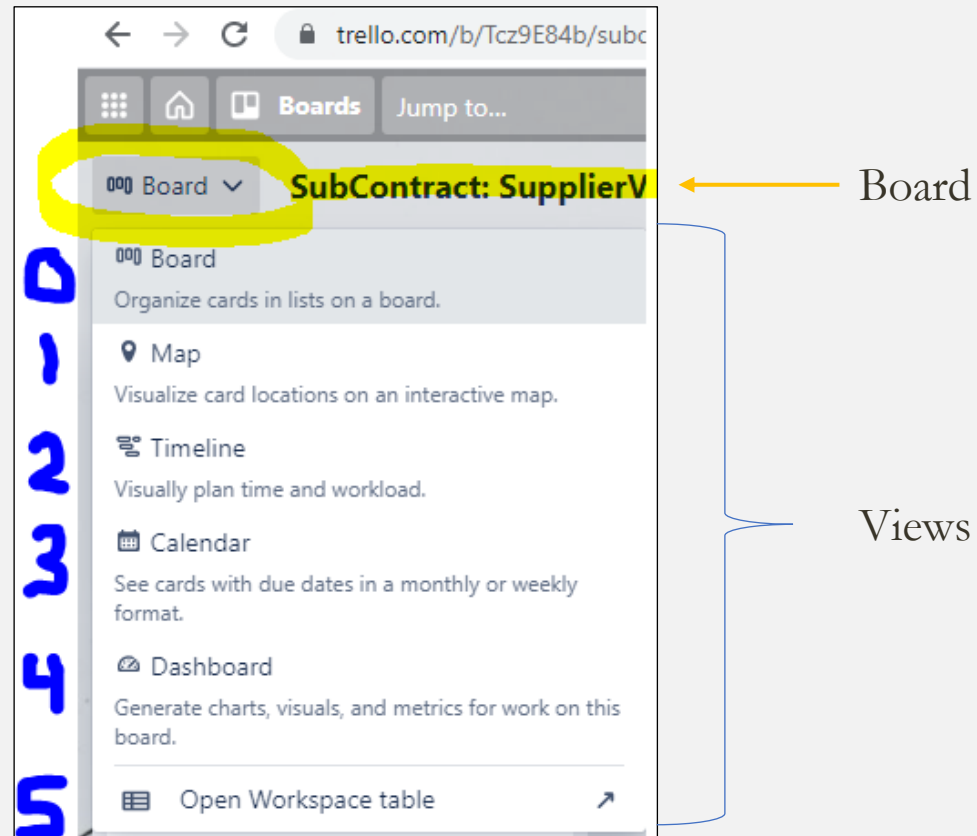 trello.com/b/Tcz9E84b/subc
Boards Jump to...
Board SubContract: SupplierV
Board
0 Board
Organize cards in lists on a board.
1 Map
Visualize card locations on an interactive map.
2 Timeline
Visually plan time and workload.
3 Calendar
See cards with due dates in a monthly or weekly
format.
4 Dashboard
Generate charts, visuals, and metrics for work on this
board.
5 Open Workspace table
Views